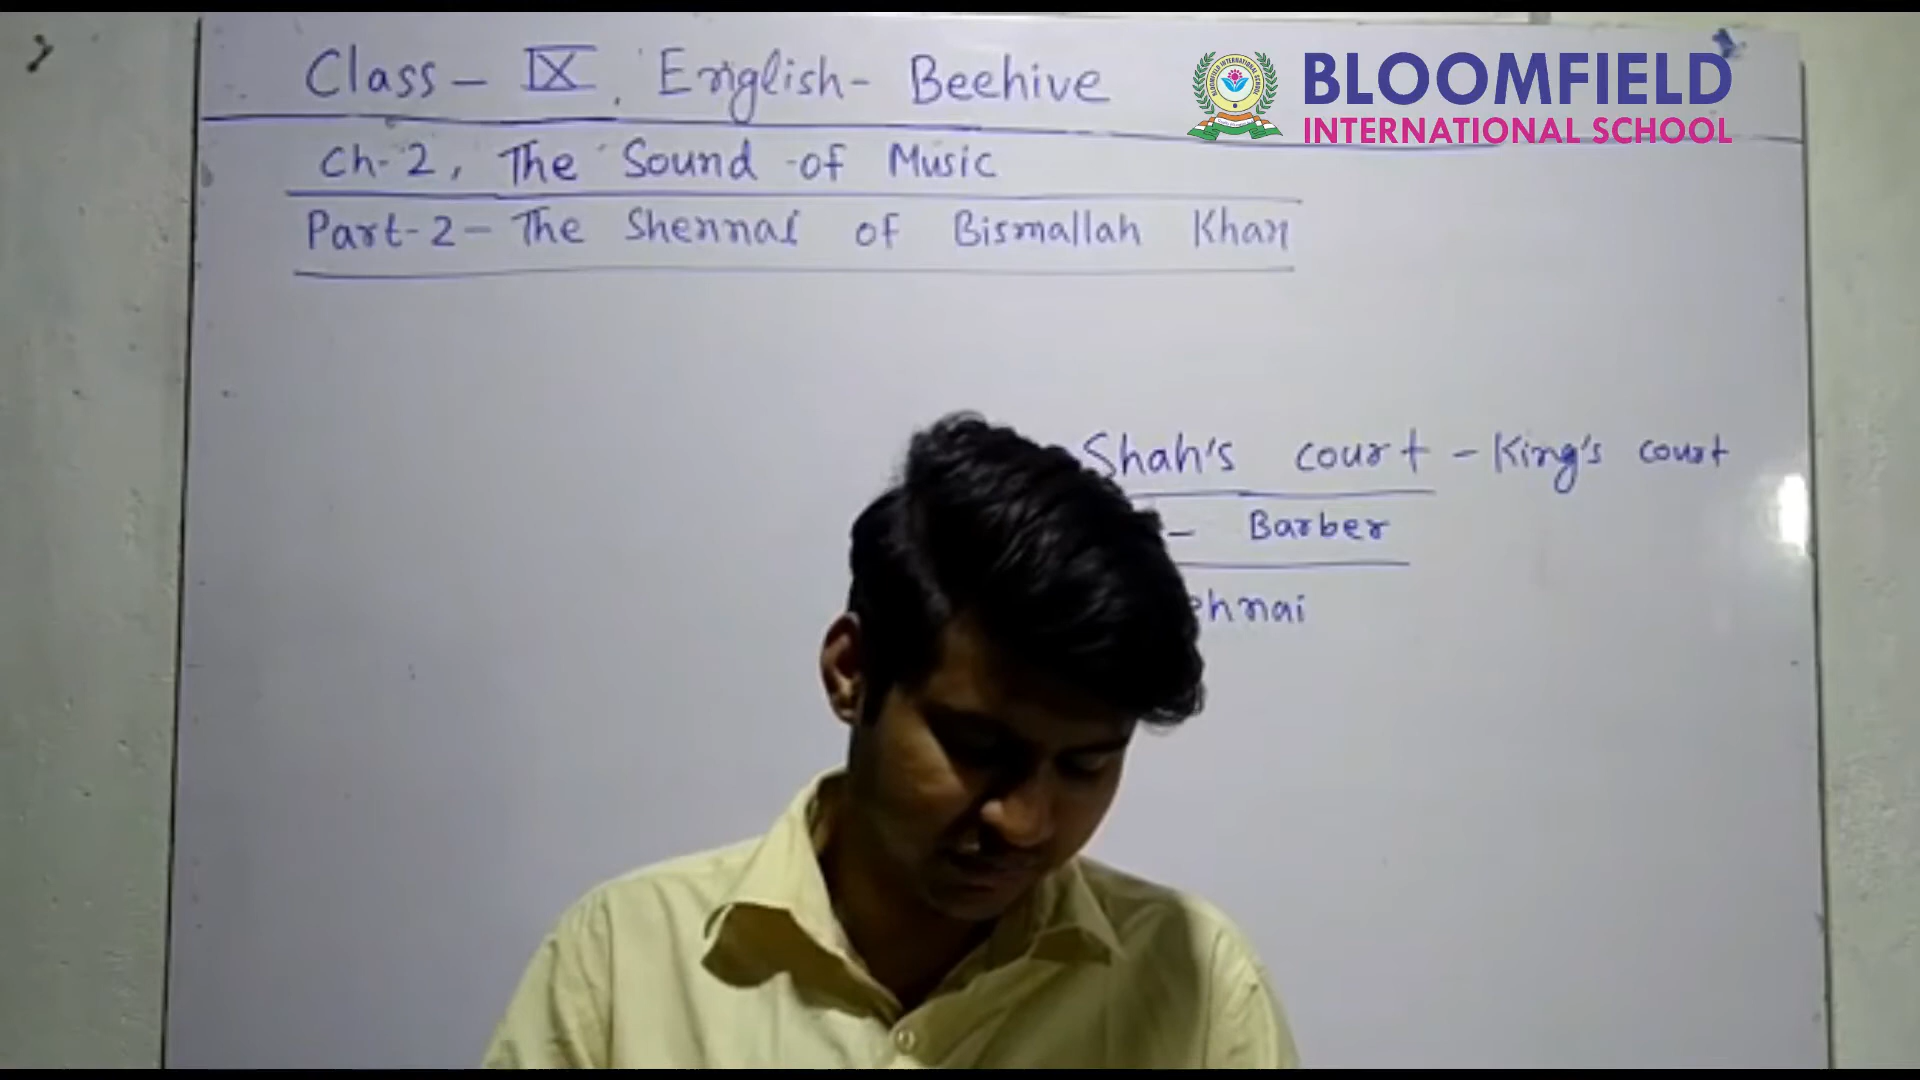 Class - IX, English - Beehive
BLOOMFIELD
INTERNATIONAL SCHOOL
Ch-2, The Sound of Music
Part-2 - The Shennai of Bismallah Khan
Shah's court - King's court
- Barber
ehnai